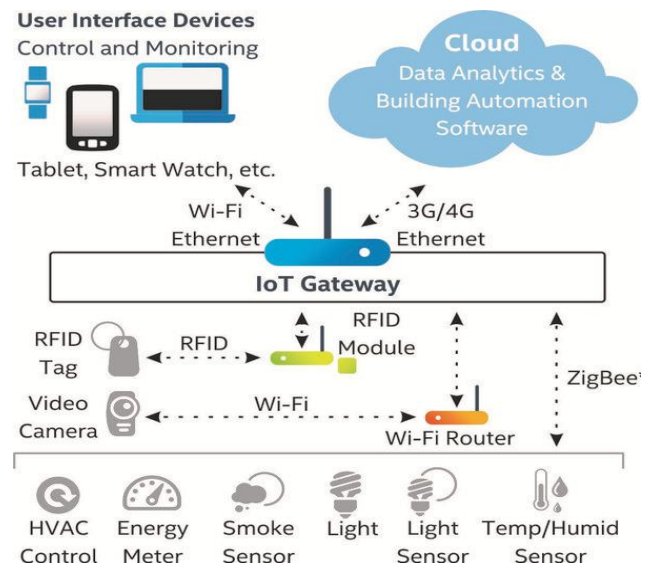 User Interface Devices
Control and Monitoring
Tablet, Smart Watch, etc.
Cloud
Data Analytics &
Building Automation
Software
Wi-Fi
Ethernet
3G/4G
Ethernet
IoT Gateway
RFID
Tag
RFID
RFID
Module
Video
Camera
Wi-Fi
Wi-Fi Router
ZigBee*
HVAC
Control
Energy
Meter
Smoke
Sensor
Light
Light
Sensor
Temp/Humid
Sensor